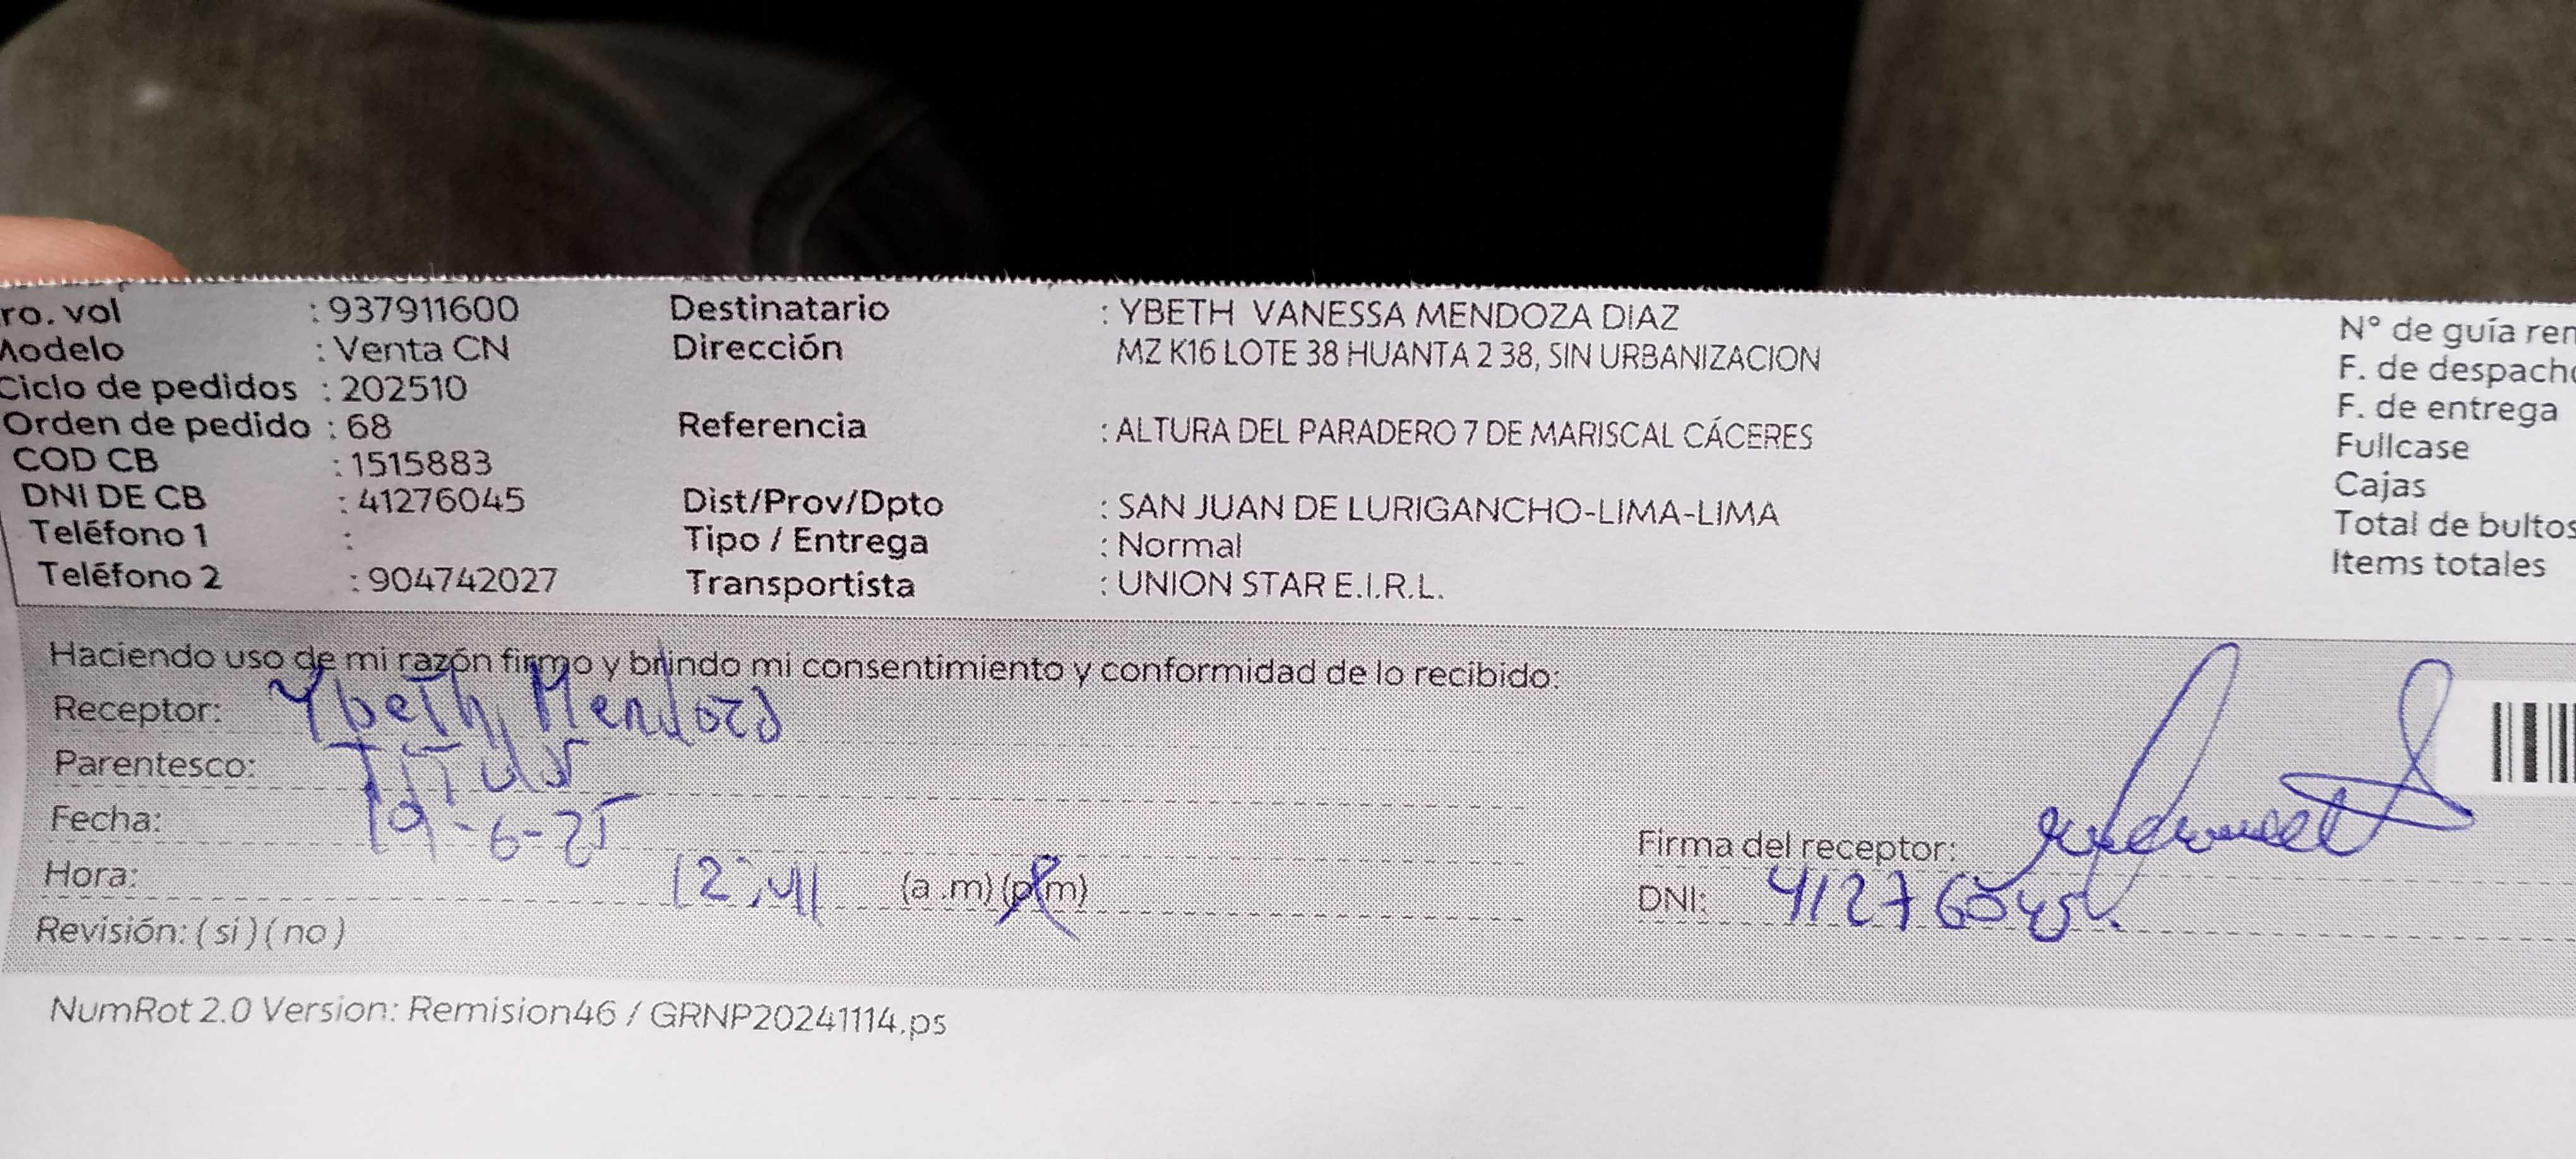 ro. vol : 937911600 Destinatario : YBETH VANESSA MENDOZA DIAZ N° de guía ren
Modelo : Venta CN Dirección MZ K16 LOTE 38 HUANTA 2 38, SIN URBANIZACION F. de despacho
Ciclo de pedidos : 202510 F. de entrega
Orden de pedido : 68 Referencia : ALTURA DEL PARADERO 7 DE MARISCAL CÁCERES Fullcase
COD CB : 1515883 Cajas
DNI DE CB : 41276045 Dist/Prov/Dpto : SAN JUAN DE LURIGANCHO-LIMA-LIMA Total de bultos
Teléfono 1 : Tipo / Entrega : Normal Items totales
Teléfono 2 : 904742027 Transportista : UNION STAR E.I.R.L.
Haciendo uso de mi razón firmo y brindo mi consentimiento y conformidad de lo recibido:
Receptor: Ybeth Mendoza
Parentesco: Titular
Fecha: 19-6-25
Firma del receptor:
Hora: 12:41 (a.m) (p.m)
DNI: 41276045
Revisión: ( si ) ( no )
NumRot 2.0 Version: Remision46 / GRNP20241114.ps